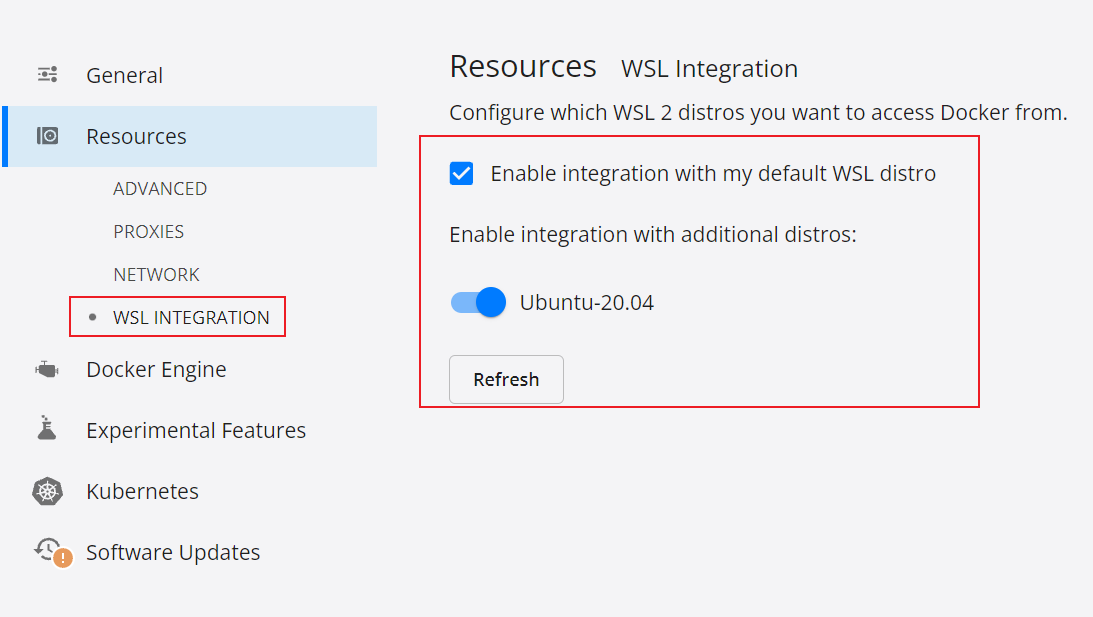 General
Resources
ADVANCED
PROXIES
NETWORK
WSL INTEGRATION
Docker Engine
Experimental Features
Kubernetes
Software Updates
Resources WSL Integration
Configure which WSL 2 distros you want to access Docker from.
Enable integration with my default WSL distro
Enable integration with additional distros:
Ubuntu-20.04
Refresh